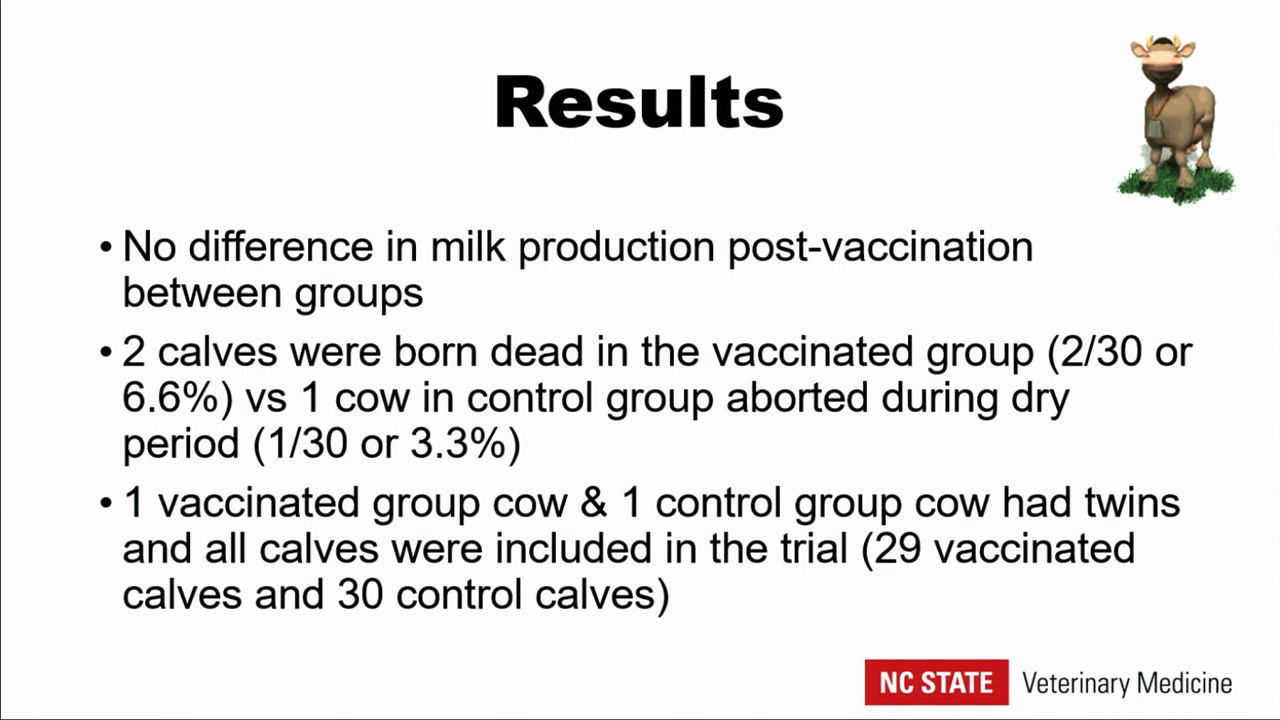 Results
• No difference in milk production post-vaccination
between groups
• 2 calves were born dead in the vaccinated group (2/30 or
6.6%) vs 1 cow in control group aborted during dry
period (1/30 or 3.3%)
• 1 vaccinated group cow & 1 control group cow had twins
and all calves were included in the trial (29 vaccinated
calves and 30 control calves)
NC STATE Veterinary Medicine